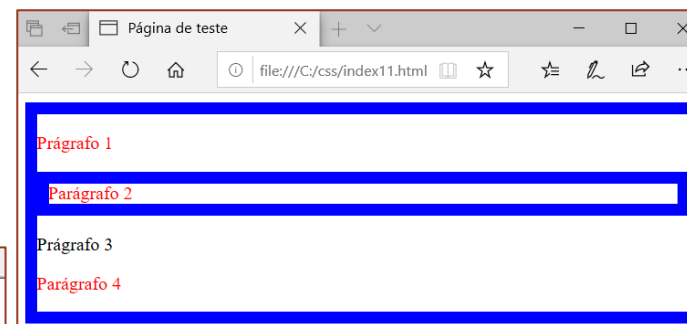 Página de teste
file:///C:/css/index11.html
Prágrafo 1
Parágrafo 2
Prágrafo 3
Parágrafo 4